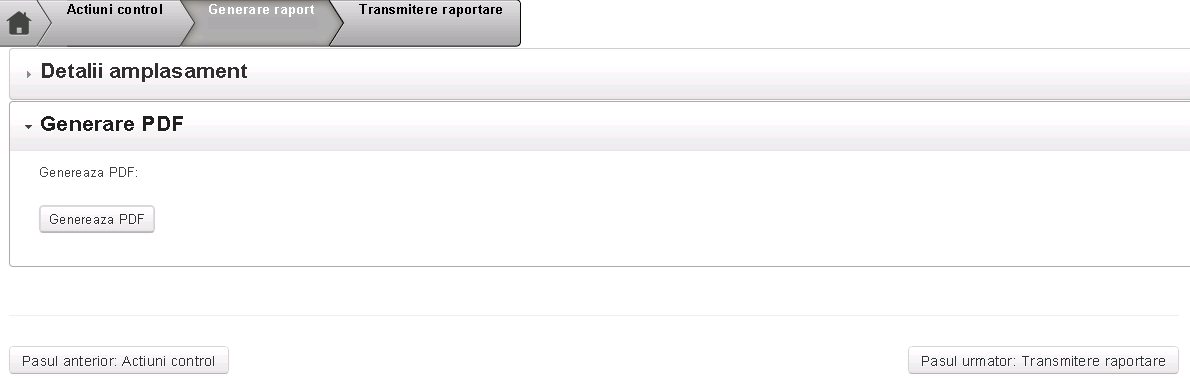 Actiuni control
Generare raport
Transmitere raportare
Detalii amplasament
Generare PDF
Genereaza PDF:
Genereaza PDF
Pasul anterior: Actiuni control
Pasul urmator: Transmitere raportare